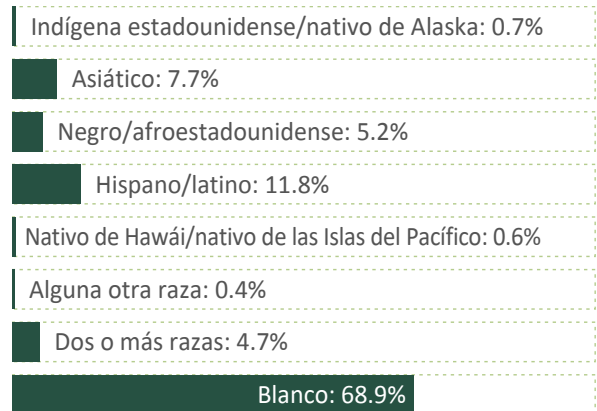 Indígena estadounidense/nativo de Alaska: 0.7%
Asiático: 7.7%
Negro/afroestadounidense: 5.2%
Hispano/latino: 11.8%
Nativo de Hawái/nativo de las Islas del Pacífico: 0.6%
Alguna otra raza: 0.4%
Dos o más razas: 4.7%
Blanco: 68.9%